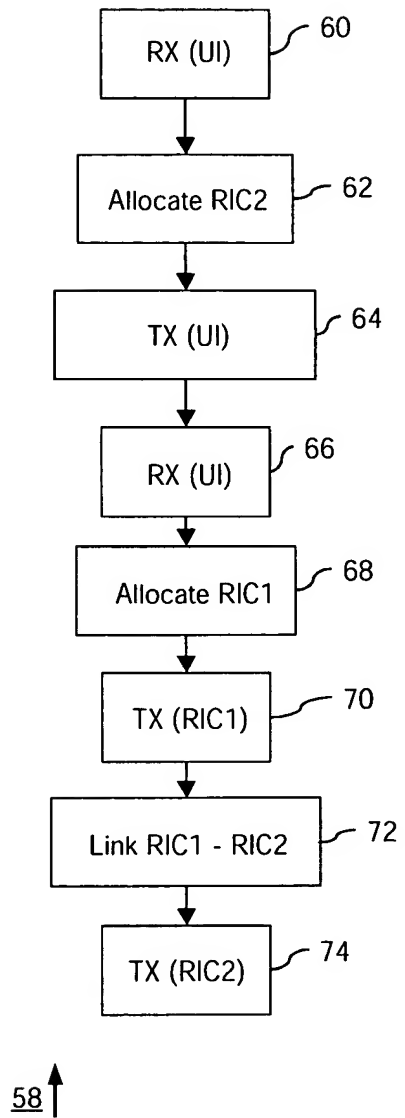 RX (UI) 60
Allocate RIC2 62
TX (UI) 64
RX (UI) 66
Allocate RIC1 68
TX (RIC1) 70
Link RIC1 - RIC2 72
TX (RIC2) 74
58